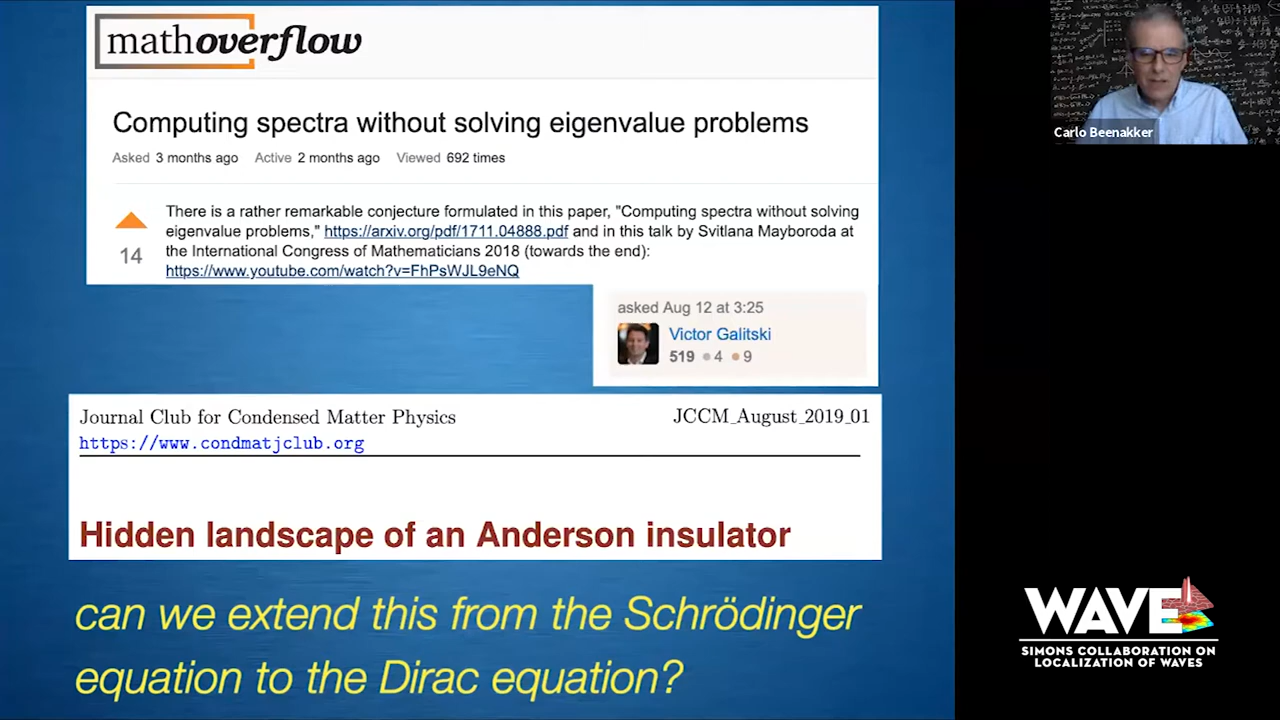 mathoverflow
Computing spectra without solving eigenvalue problems
Asked 3 months ago Active 2 months ago Viewed 692 times
14
There is a rather remarkable conjecture formulated in this paper, "Computing spectra without solving
eigenvalue problems," https://arxiv.org/pdf/1711.04888.pdf and in this talk by Svitlana Mayboroda at
the International Congress of Mathematicians 2018 (towards the end):
https://www.youtube.com/watch?v=FhPsWJL9eNQ
asked Aug 12 at 3:25
Victor Galitski
519 4 9
Journal Club for Condensed Matter Physics JCCM_August_2019_01
https://www.condmatjclub.org
Hidden landscape of an Anderson insulator
can we extend this from the Schrödinger
equation to the Dirac equation?
Carlo Beenakker
WAVE
SIMONS COLLABORATION ON
LOCALIZATION OF WAVES